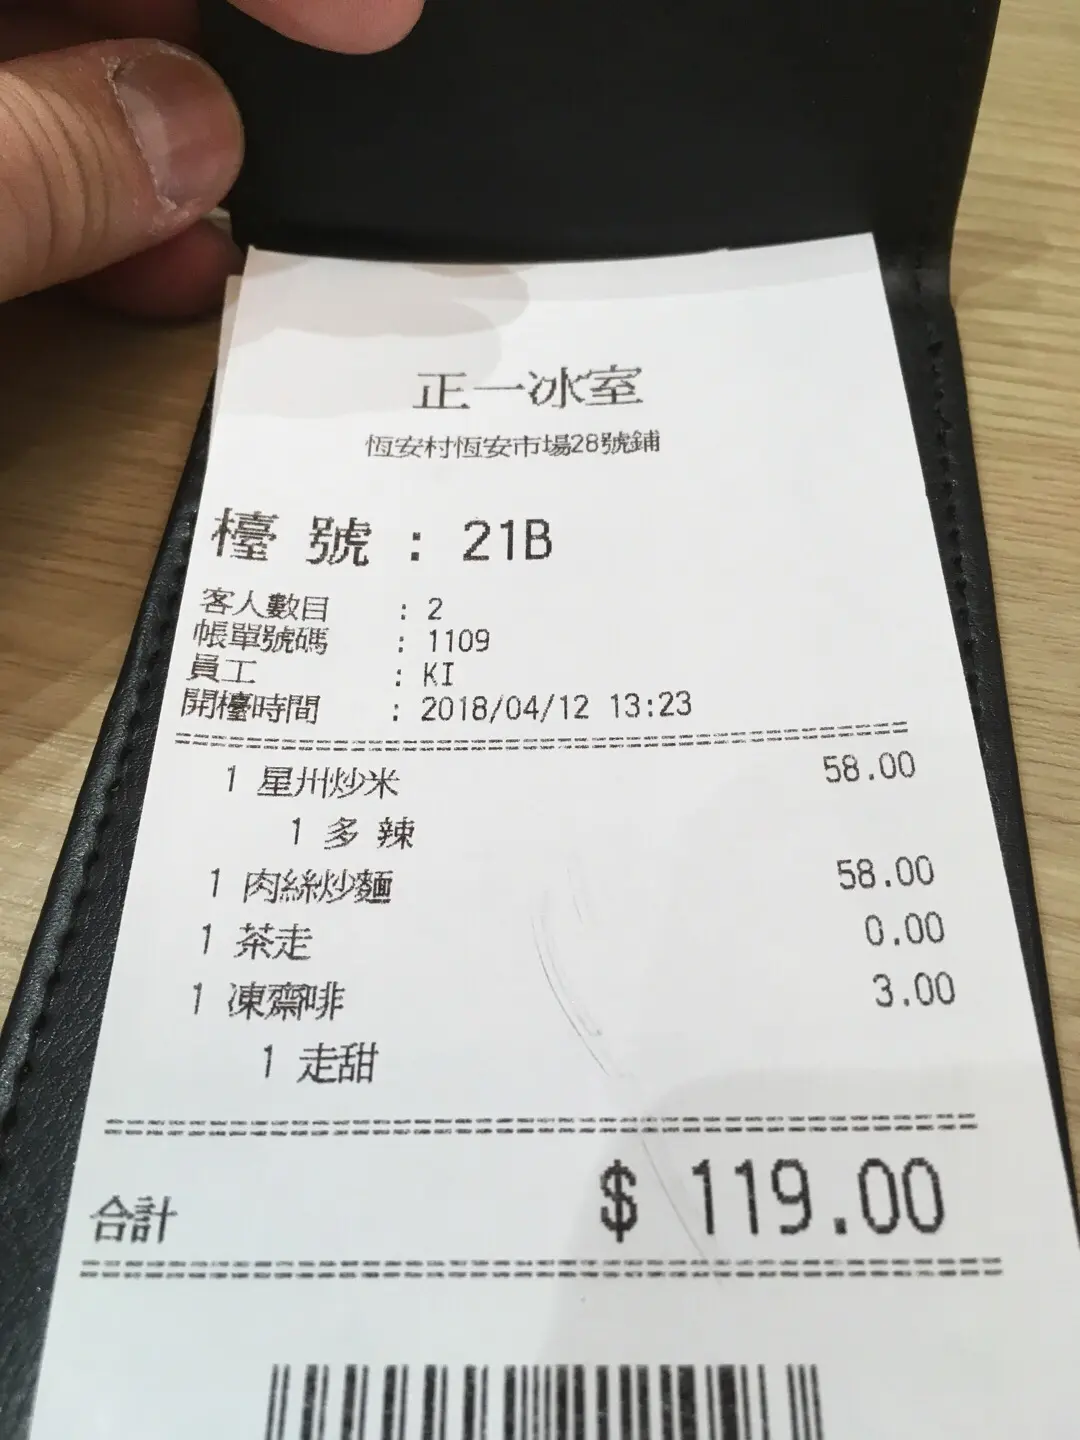 正一冰室
恆安村恆安市場28號鋪
檯 號 : 21B
客人數目 : 2
帳單號碼 : 1109
員工 : KI
開檯時間 : 2018/04/12 13:23
1 星州炒米 58.00
1 多 辣
1 肉絲炒麵 58.00
1 茶走 0.00
1 凍齋啡 3.00
1 走甜
合計 $ 119.00